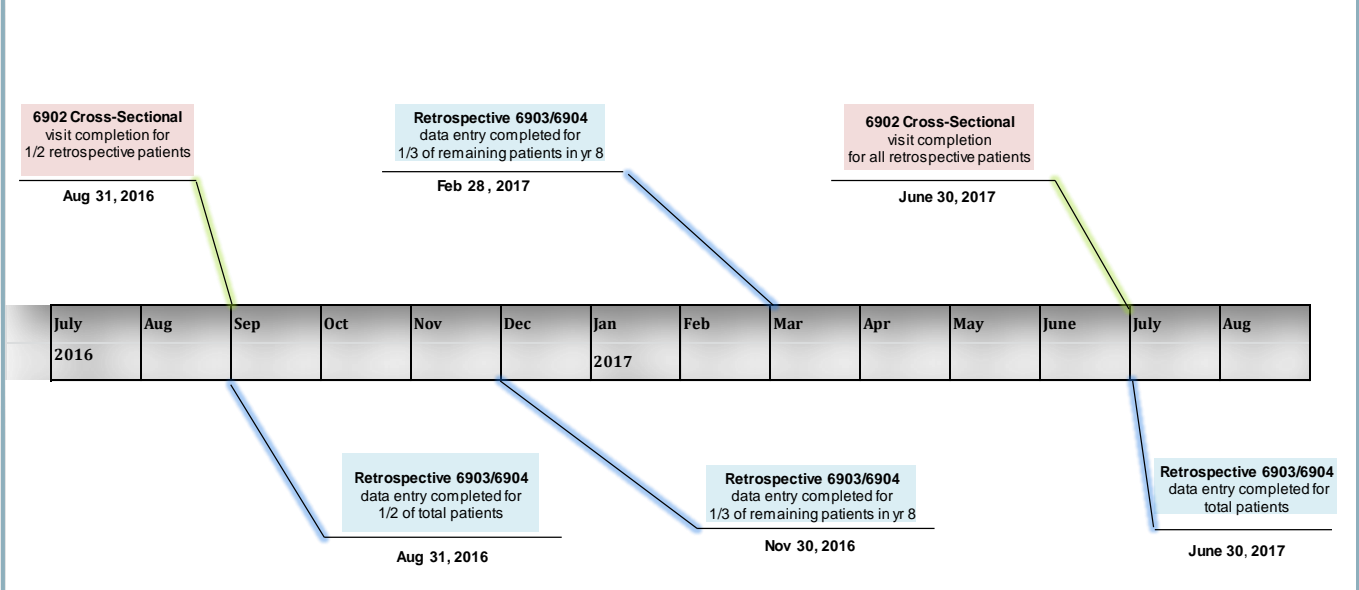 6902 Cross-Sectional
visit completion for
1/2 retrospective patients
Aug 31, 2016
Retrospective 6903/6904
data entry completed for
1/3 of remaining patients in yr 8
Feb 28 , 2017
6902 Cross-Sectional
visit completion
for all retrospective patients
June 30, 2017
July Aug Sep Oct Nov Dec Jan Feb Mar Apr May June July Aug
2016 2017
Retrospective 6903/6904
data entry completed for
1/2 of total patients
Aug 31, 2016
Retrospective 6903/6904
data entry completed for
1/3 of remaining patients in yr 8
Nov 30, 2016
Retrospective 6903/6904
data entry completed for
total patients
June 30, 2017